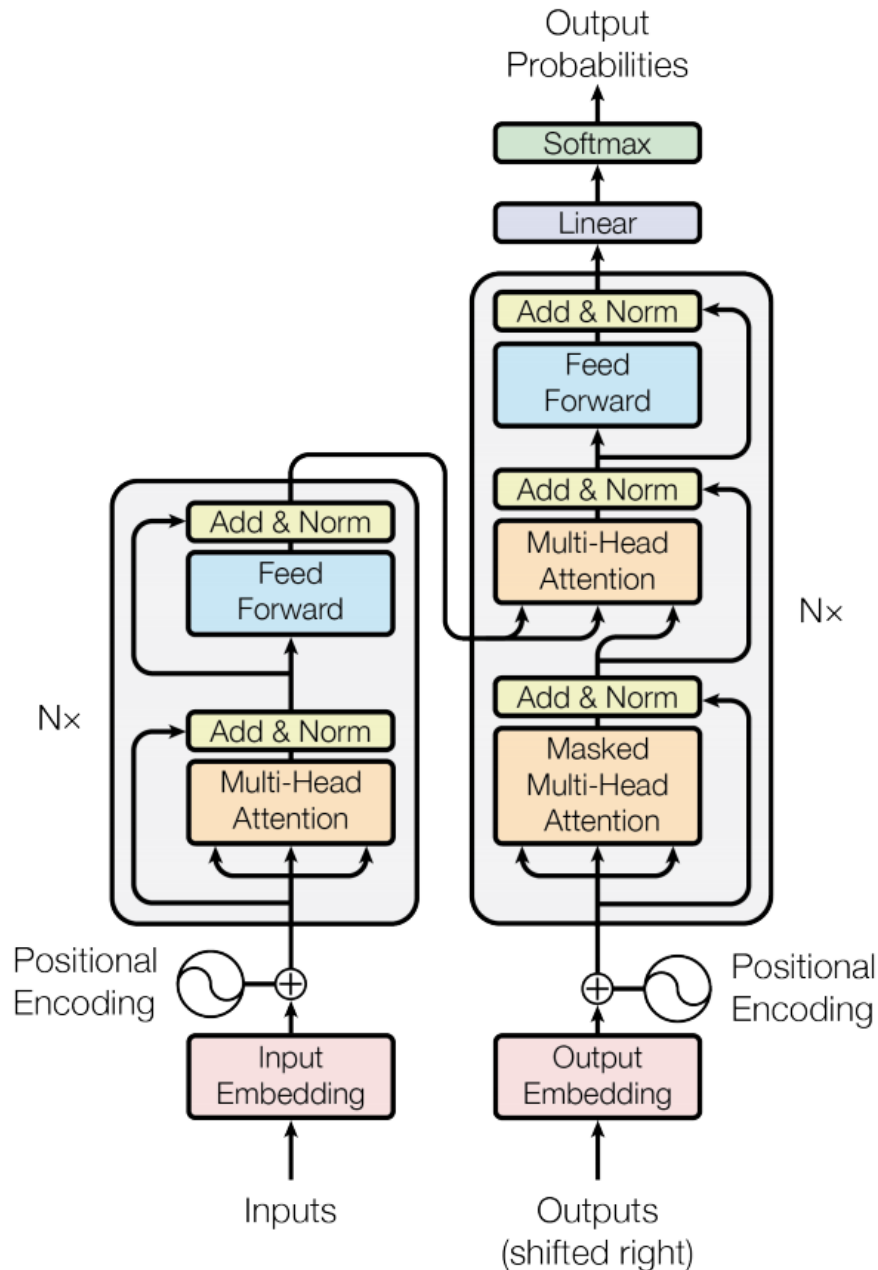 Output
Probabilities
Softmax
Linear
Add & Norm
Feed
Forward
Add & Norm
Multi-Head
Attention
Nx
Add & Norm
Masked
Multi-Head
Attention
Add & Norm
Feed
Forward
Nx
Add & Norm
Multi-Head
Attention
Positional
Encoding
Positional
Encoding
Input
Embedding
Output
Embedding
Inputs
Outputs
(shifted right)